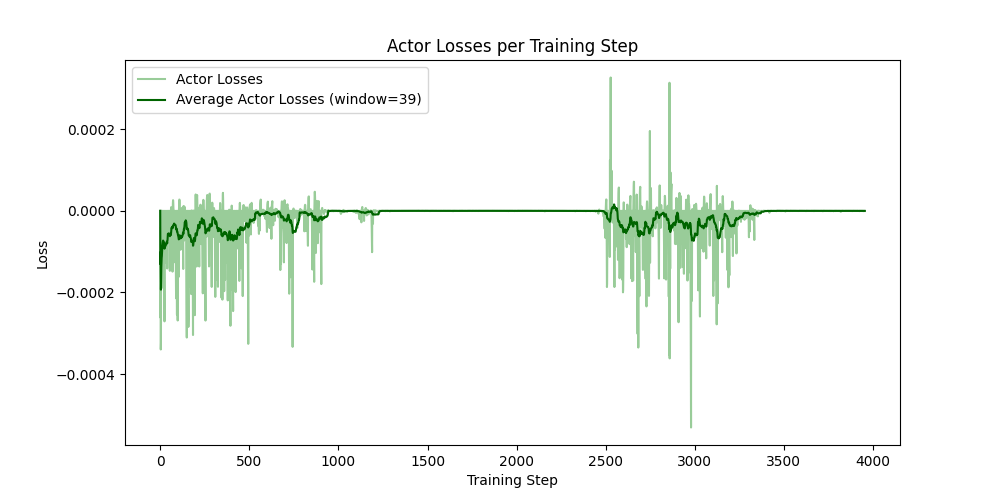 Actor Losses per Training Step
Actor Losses
Average Actor Losses (window=39)
Loss
0.0002
0.0000
−0.0002
−0.0004
0 500 1000 1500 2000 2500 3000 3500 4000
Training Step